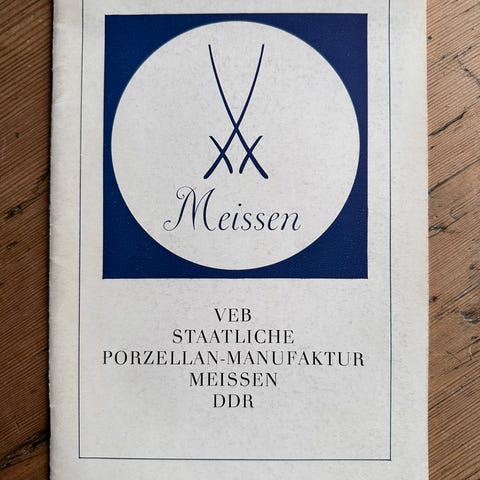 Meissen
VEB
STAATLICHE
PORZELLAN-MANUFAKTUR
MEISSEN
DDR